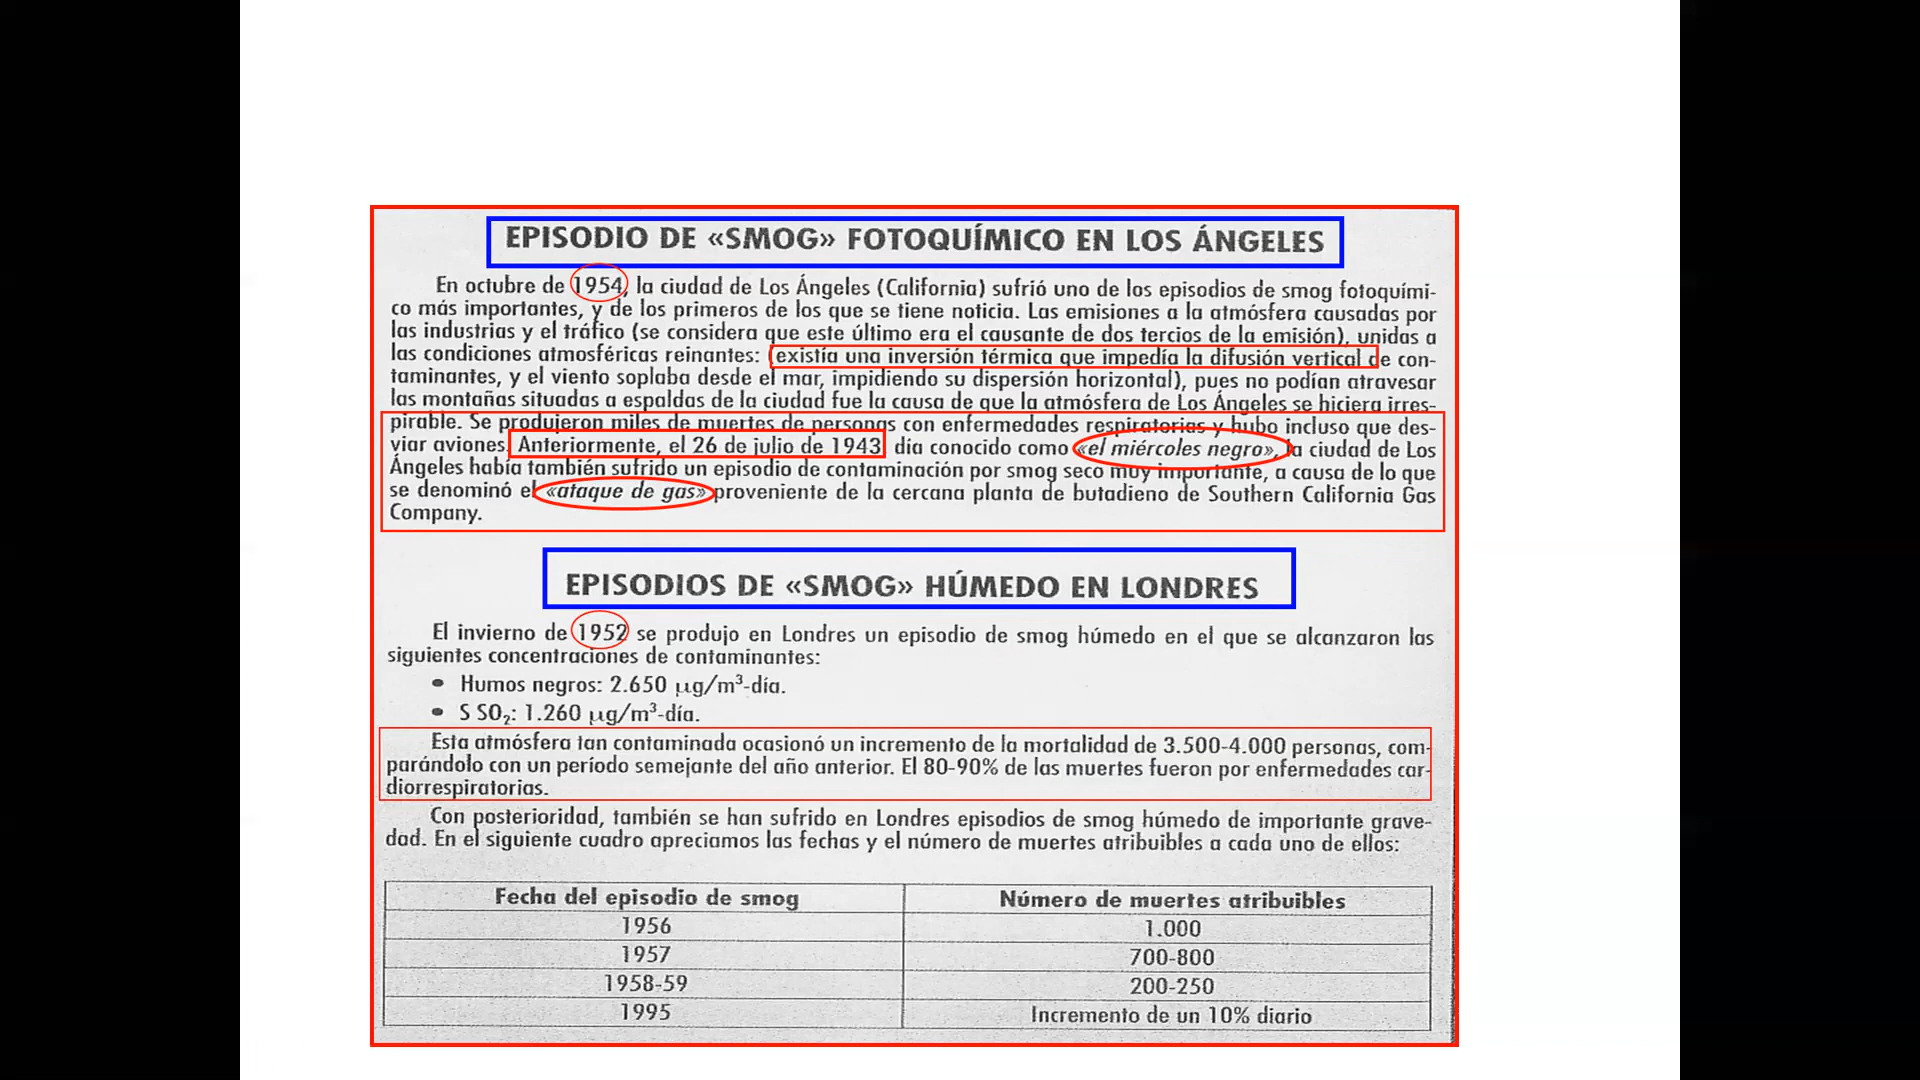 EPISODIO DE «SMOG» FOTOQUÍMICO EN LOS ÁNGELES
En octubre de 1954, la ciudad de Los Ángeles (California) sufrió uno de los episodios de smog fotoquími-
co más importantes, y de los primeros de los que se tiene noticia. Las emisiones a la atmósfera causadas por
las industrias y el tráfico (se considera que este último era el causante de dos tercios de la emisión), unidas a
las condiciones atmosféricas reinantes: (existía una inversión térmica que impedía la difusión vertical de con-
taminantes, y el viento soplaba desde el mar, impidiendo su dispersión horizontal), pues no podían atravesar
las montañas situadas a espaldas de la ciudad fue la causa de que la atmósfera de Los Ángeles se hiciera irres-
pirable. Se produjeron miles de muertes de personas con enfermedades respiratorias y hubo incluso que des-
viar aviones. Anteriormente, el 26 de julio de 1943 día conocido como «el miércoles negro», la ciudad de Los
Ángeles había también sufrido un episodio de contaminación por smog seco muy importante, a causa de lo que
se denominó el «ataque de gas» proveniente de la cercana planta de butadieno de Southern California Gas
Company.
EPISODIOS DE «SMOG» HÚMEDO EN LONDRES
El invierno de 1952 se produjo en Londres un episodio de smog húmedo en el que se alcanzaron las
siguientes concentraciones de contaminantes:
• Humos negros: 2.650 µg/m³-día.
• S SO₂: 1.260 µg/m³-día.
Esta atmósfera tan contaminada ocasionó un incremento de la mortalidad de 3.500-4.000 personas, com-
parándolo con un período semejante del año anterior. El 80-90% de las muertes fueron por enfermedades car-
diorrespiratorias.
Con posterioridad, también se han sufrido en Londres episodios de smog húmedo de importante grave-
dad. En el siguiente cuadro apreciamos las fechas y el número de muertes atribuibles a cada uno de ellos:
Fecha del episodio de smog Número de muertes atribuibles
1956 1.000
1957 700-800
1958-59 200-250
1995 Incremento de un 10% diario